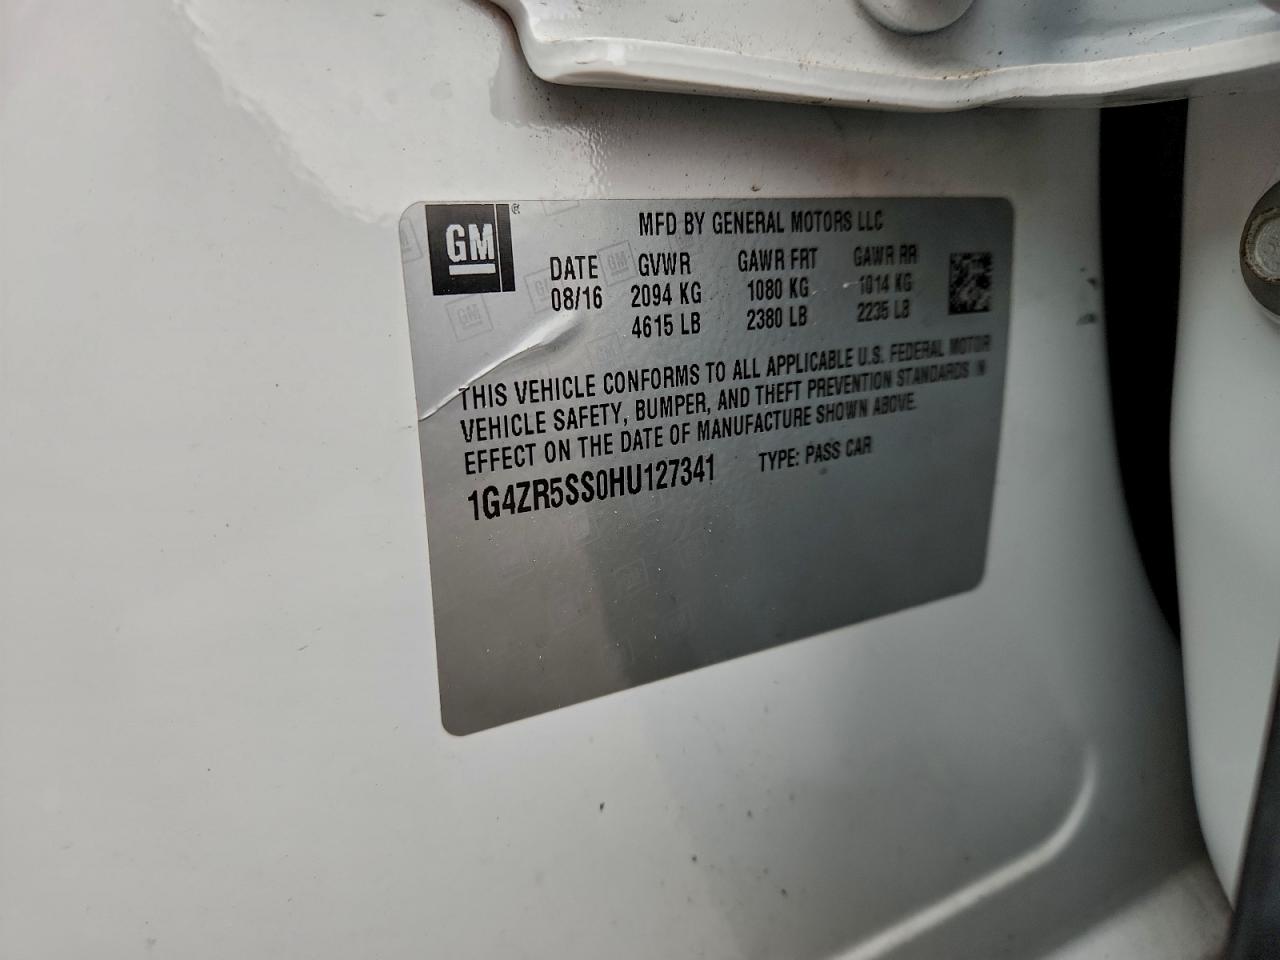 GM
MFD BY GENERAL MOTORS LLC
DATE GVWR GAWR FRT GAWR RR
08/16 2094 KG 1080 KG 1014 KG
4615 LB 2380 LB 2235 LB
THIS VEHICLE CONFORMS TO ALL APPLICABLE U.S. FEDERAL MOTOR
VEHICLE SAFETY, BUMPER, AND THEFT PREVENTION STANDARDS IN
EFFECT ON THE DATE OF MANUFACTURE SHOWN ABOVE.
1G4ZR5SS0HU127341 TYPE: PASS CAR